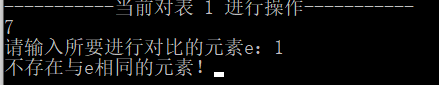 -----------当前对表 1 进行操作-----------
7
请输入所要进行对比的元素e: 1
不存在与e相同的元素!